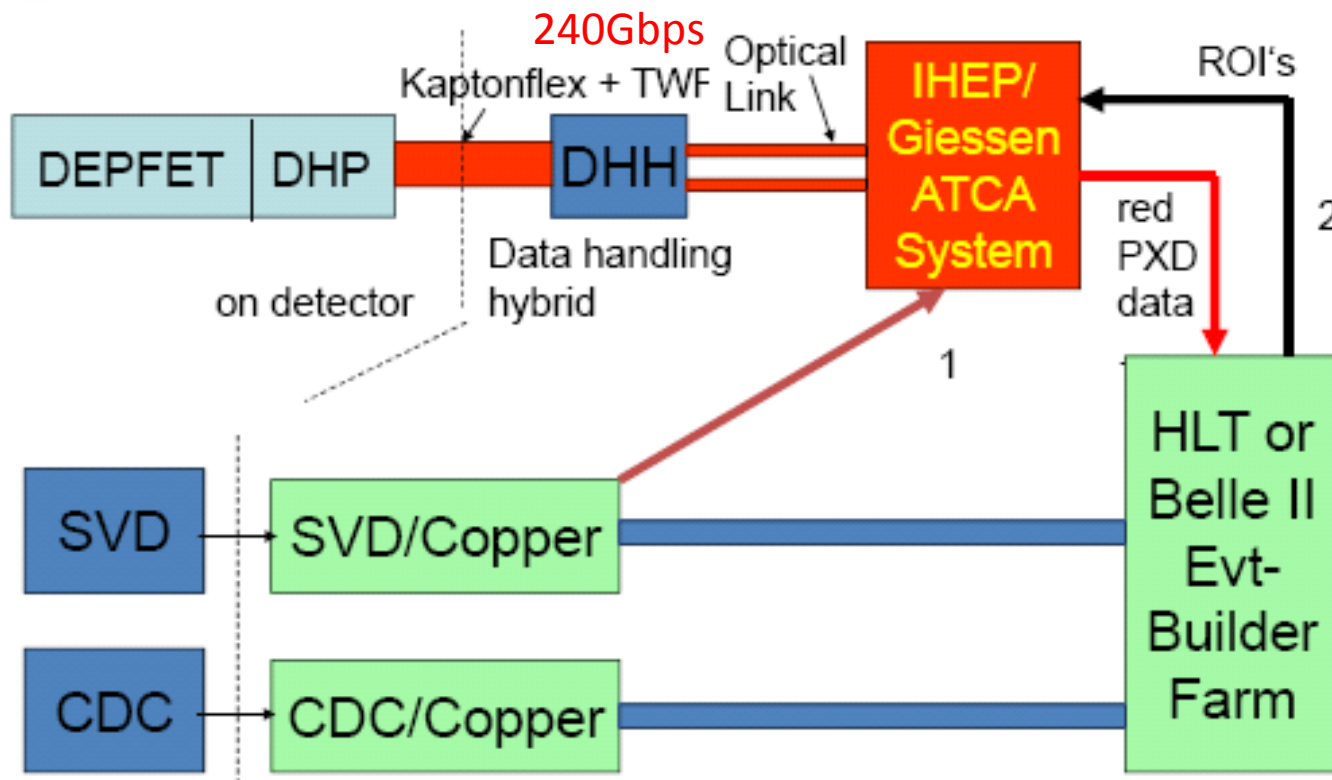 240Gbps
Kaptonflex + TWF
Optical
Link
IHEP/
Giessen
ATCA
System
ROI's
DEPFET
DHP
DHH
red
PXD
data
2
Data handling
hybrid
on detector
1
SVD
SVD/Copper
HLT or
Belle II
Evt-
Builder
Farm
CDC
CDC/Copper